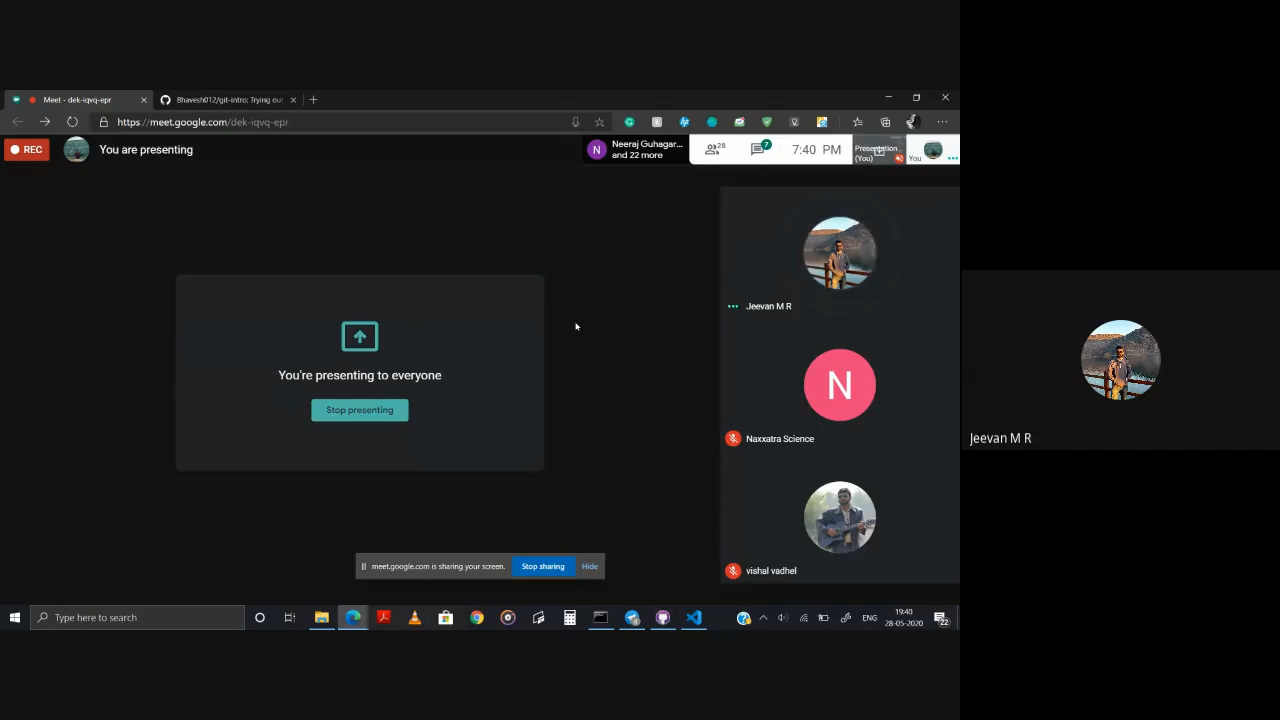 Meet - dek-iqvq-epr
Bhavesh012/git-intro: Trying ou
https://meet.google.com/dek-iqvq-epr
REC
You are presenting
N
Neeraj Guhagar...
and 22 more
28
7
7:40 PM
Presentation
(You)
You
Jeevan M R
You're presenting to everyone
Stop presenting
N
Naxxatra Science
Jeevan M R
meet.google.com is sharing your screen.
Stop sharing
Hide
vishal vadhel
Type here to search
ENG
19:40
28-05-2020
22